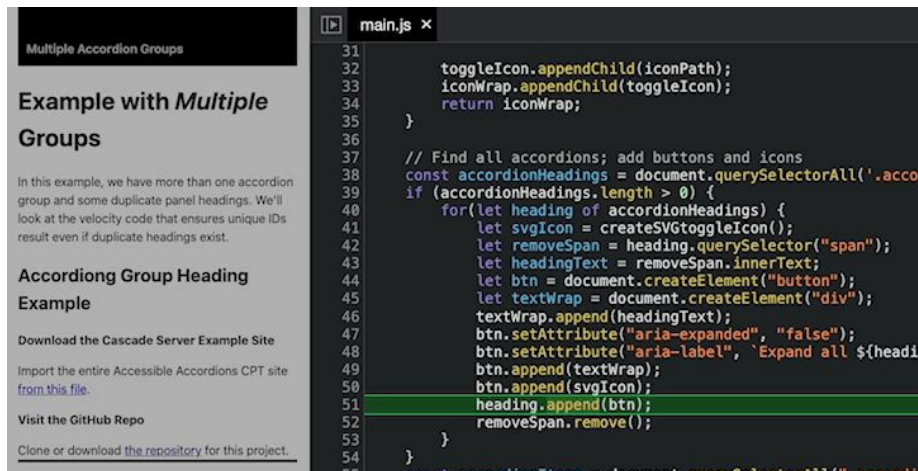 Multiple Accordion Groups
Example with Multiple
Groups
In this example, we have more than one accordion
group and some duplicate panel headings. We'll
look at the velocity code that ensures unique IDs
result even if duplicate headings exist.
Accordiong Group Heading
Example
Download the Cascade Server Example Site
Import the entire Accessible Accordions CPT site
from this file.
Visit the GitHub Repo
Clone or download the repository for this project.
main.js ×
31
32 toggleIcon.appendChild(iconPath);
33 iconWrap.appendChild(toggleIcon);
34 return iconWrap;
35 }
36
37 // Find all accordions; add buttons and icons
38 const accordionHeadings = document.querySelectorAll('.acco
39 if (accordionHeadings.length > 0) {
40 for(let heading of accordionHeadings) {
41 let svgIcon = createSVGtoggleIcon();
42 let removeSpan = heading.querySelector("span");
43 let headingText = removeSpan.innerText;
44 let btn = document.createElement("button");
45 let textWrap = document.createElement("div");
46 textWrap.append(headingText);
47 btn.setAttribute("aria-expanded", "false");
48 btn.setAttribute("aria-label", `Expand all ${headi
49 btn.append(textWrap);
50 btn.append(svgIcon);
51 heading.append(btn);
52 removeSpan.remove();
53 }
54 }